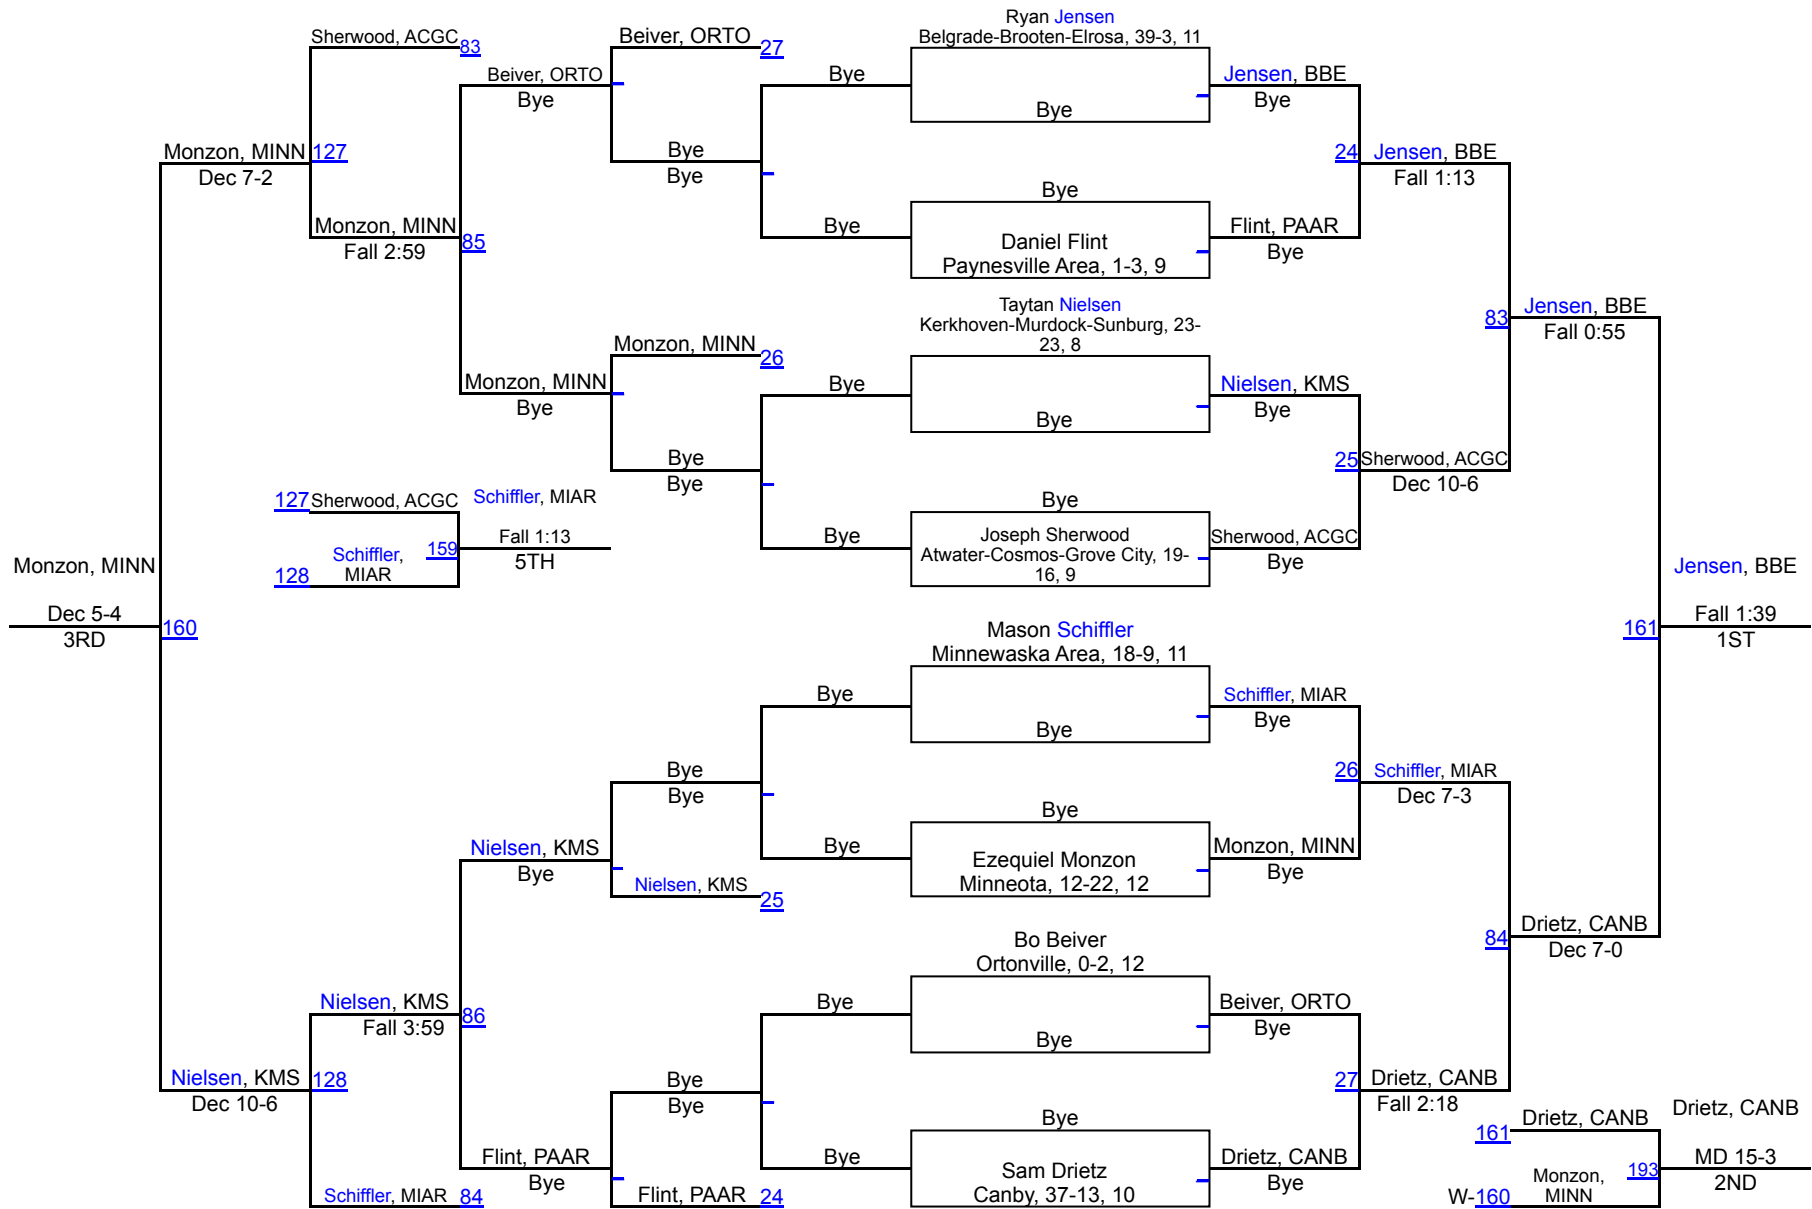 Ryan Jensen
Belgrade-Brooten-Elrosa, 39-3, 11
Sherwood, ACGC 83
Beiver, ORTO 27
Beiver, ORTO
Bye
Bye
Bye
Jensen, BBE
Bye
Monzon, MINN 127
Dec 7-2
Bye
Bye
24 Jensen, BBE
Fall 1:13
Bye
Monzon, MINN
Fall 2:59
85
Bye
Daniel Flint
Paynesville Area, 1-3, 9
Flint, PAAR
Bye
Taytan Nielsen
Kerkhoven-Murdock-Sunburg, 23-
23, 8
83 Jensen, BBE
Fall 0:55
Monzon, MINN 26
Monzon, MINN
Bye
Bye
Bye
Nielsen, KMS
Bye
Bye
Bye
25 Sherwood, ACGC
Dec 10-6
127 Sherwood, ACGC
Schiffler, MIAR
Bye
Bye
Joseph Sherwood
Atwater-Cosmos-Grove City, 19-
16, 9
Sherwood, ACGC
Bye
Fall 1:13
5TH
159
Schiffler,
MIAR
128
Monzon, MINN
Dec 5-4
3RD
160
Jensen, BBE
Fall 1:39
1ST
161
Mason Schiffler
Minnewaska Area, 18-9, 11
Bye
Bye
Schiffler, MIAR
Bye
Bye
Bye
26 Schiffler, MIAR
Dec 7-3
Bye
Nielsen, KMS
Bye
Bye
Ezequiel Monzon
Minneota, 12-22, 12
Monzon, MINN
Bye
Nielsen, KMS 25
84 Drietz, CANB
Dec 7-0
Bo Beiver
Ortonville, 0-2, 12
Nielsen, KMS
Fall 3:59
86
Bye
Bye
Beiver, ORTO
Bye
Nielsen, KMS 128
Dec 10-6
Bye
Bye
27 Drietz, CANB
Fall 2:18
Bye
Flint, PAAR
Bye
Bye
Sam Drietz
Canby, 37-13, 10
Drietz, CANB
Bye
Schiffler, MIAR 84
Flint, PAAR 24
161 Drietz, CANB
Drietz, CANB
MD 15-3
2ND
193
Monzon,
MINN
W-160